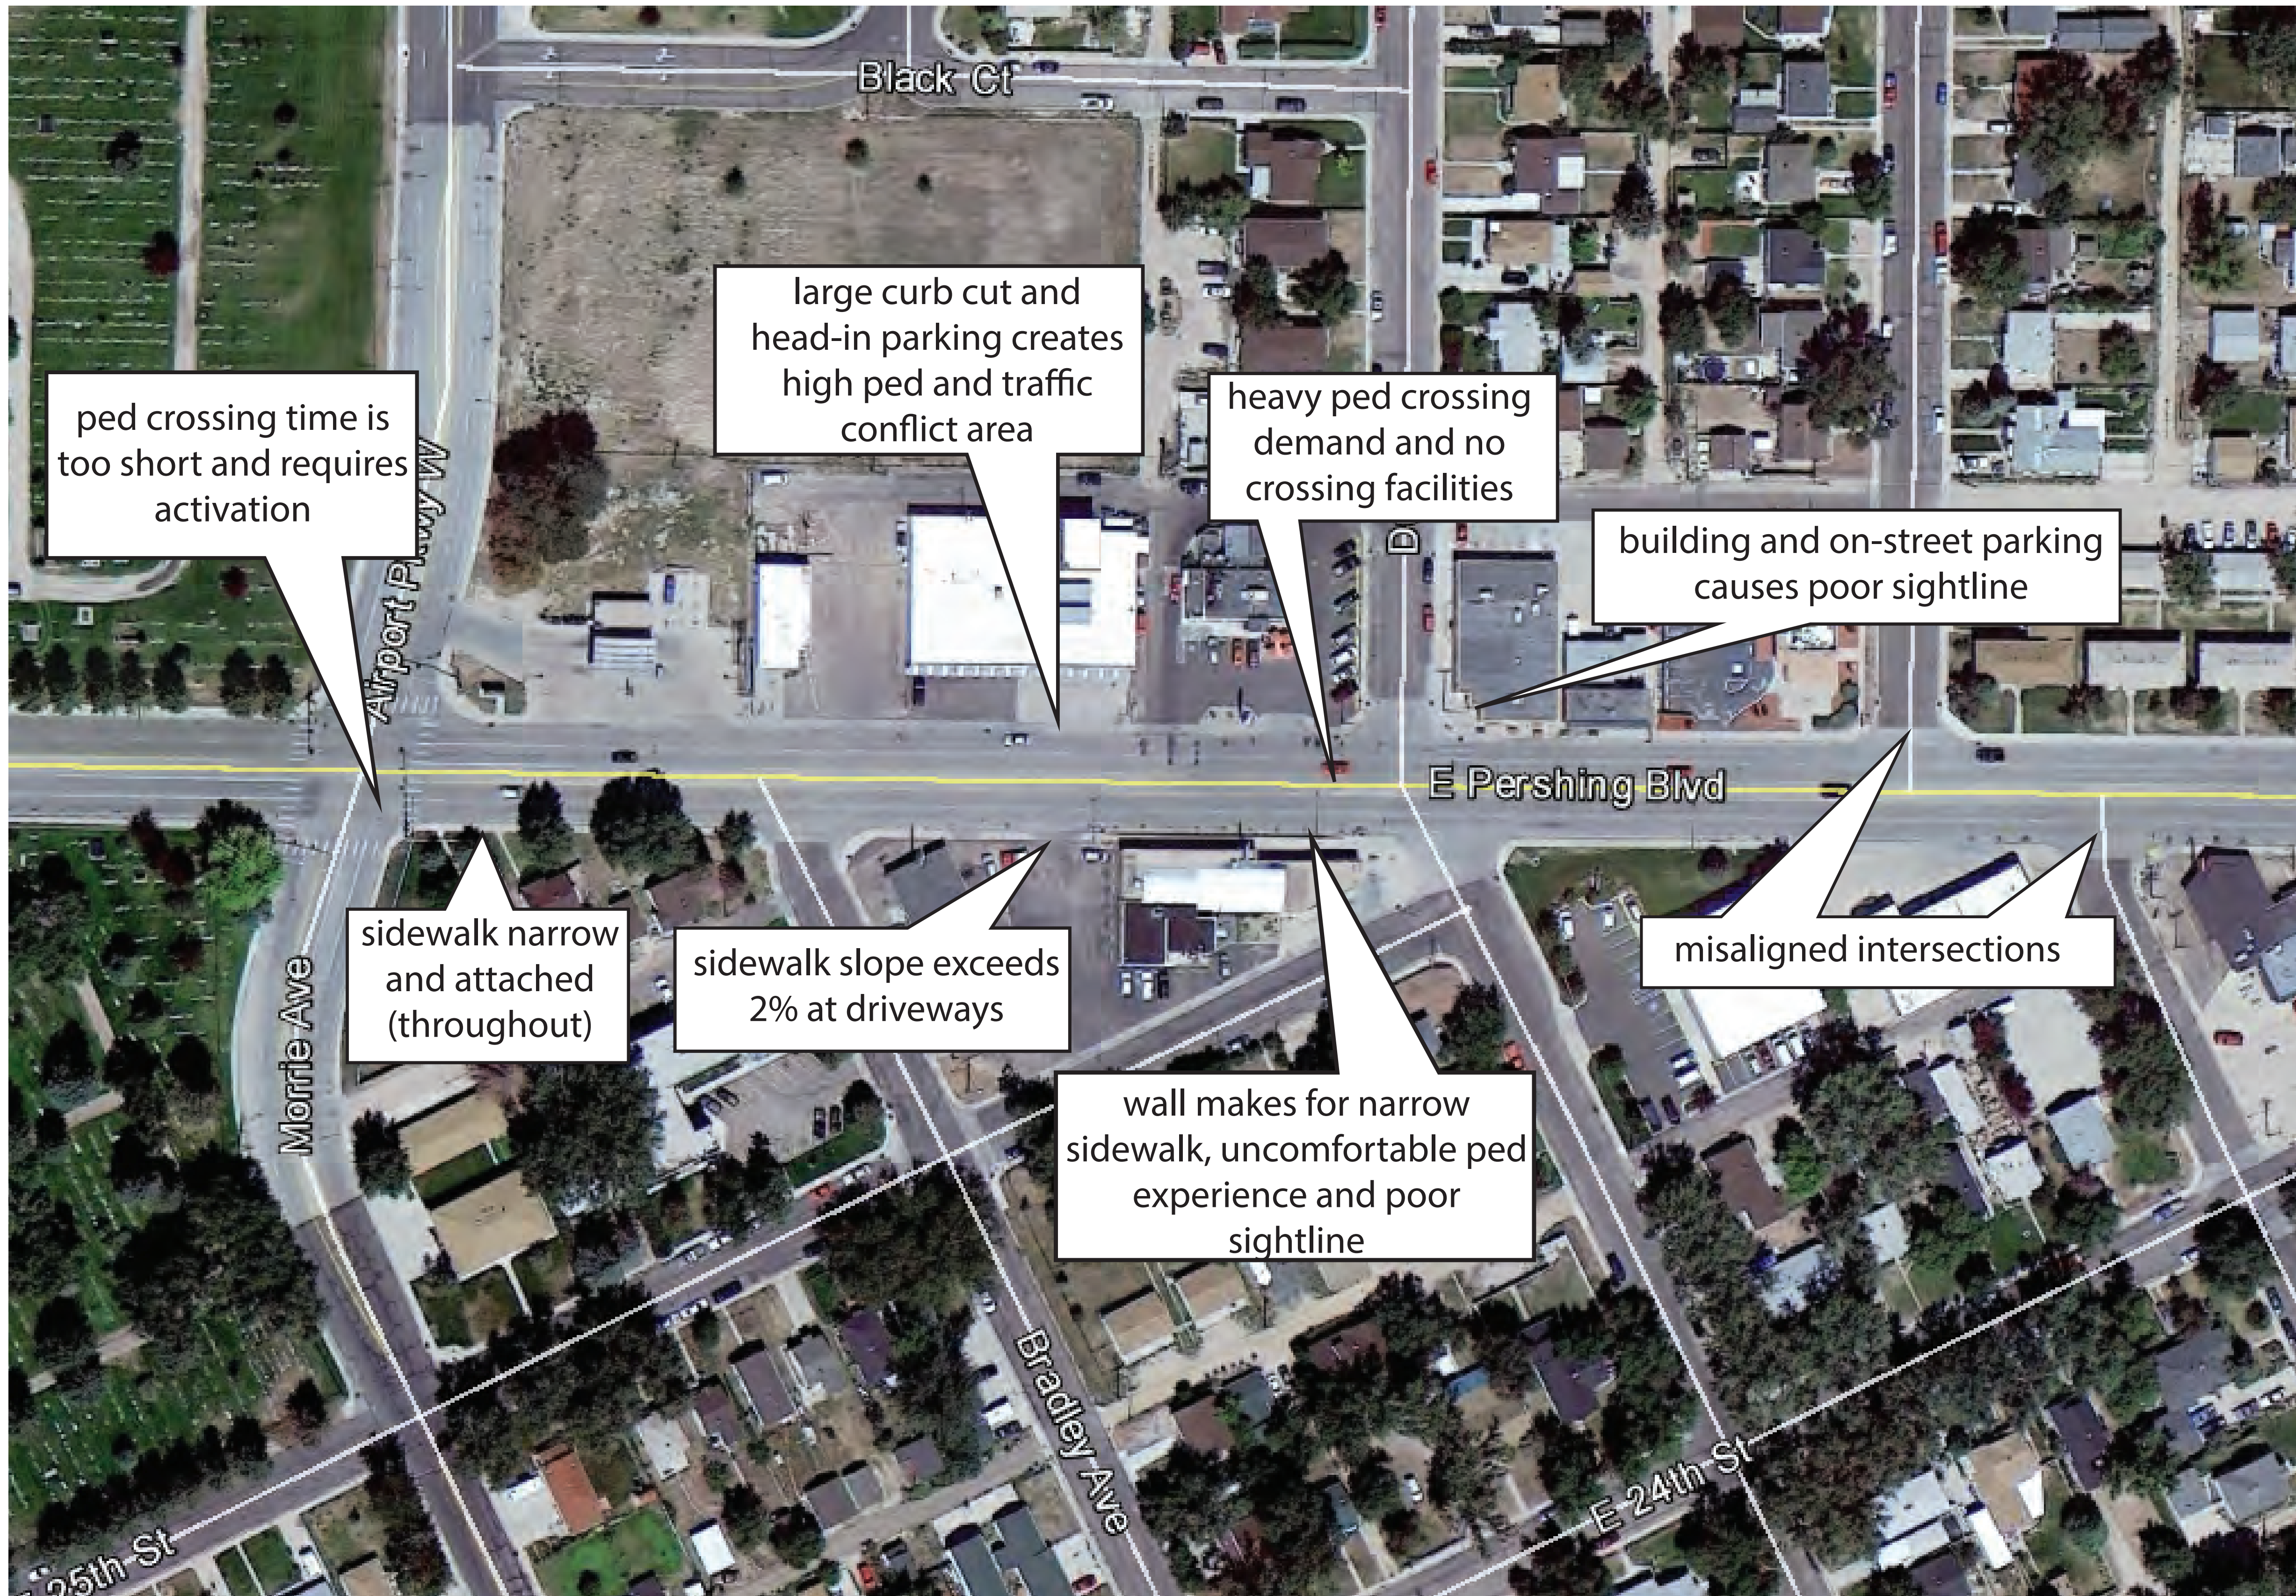 Black Ct
large curb cut and
head-in parking creates
high ped and traffic
conflict area
ped crossing time is
too short and requires
activation
heavy ped crossing
demand and no
crossing facilities
building and on-street parking
causes poor sightline
Airport Pkwy W
E Pershing Blvd
sidewalk narrow
and attached
(throughout)
sidewalk slope exceeds
2% at driveways
misaligned intersections
Morrie Ave
wall makes for narrow
sidewalk, uncomfortable ped
experience and poor
sightline
Bradley Ave
E 24th St
25th St